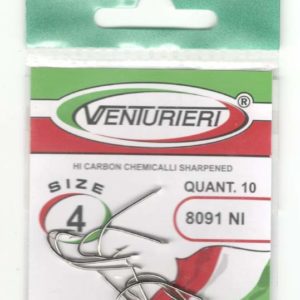 VENTURIERI ®
HI CARBON CHEMICALLI SHARPENED
SIZE
4
QUANT. 10
8091 NI